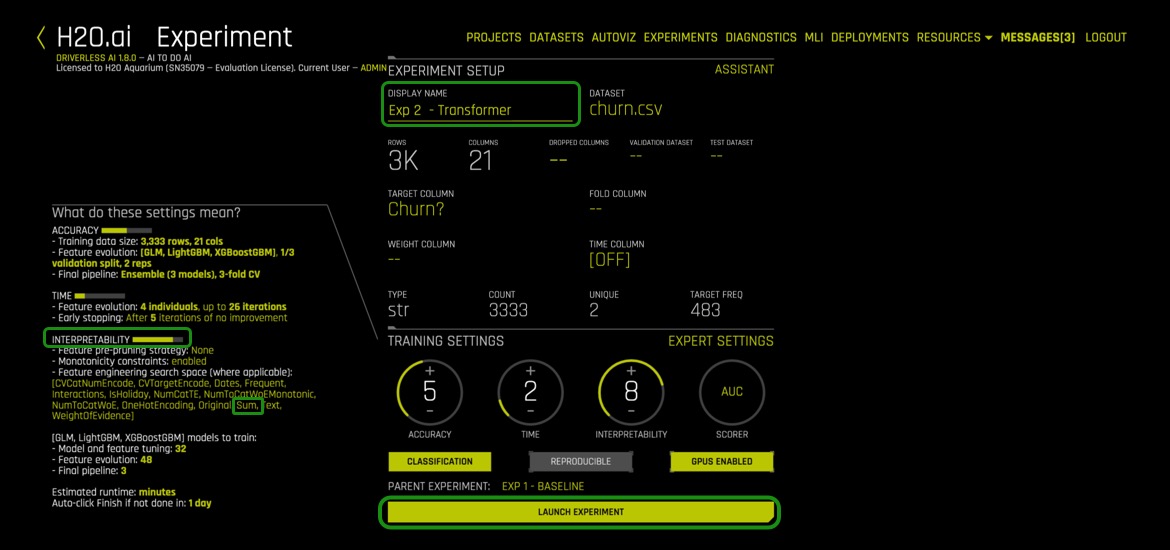 H2O.ai Experiment
DRIVERLESS AI 1.8.0 – AI TO DO AI
Licensed to H2O Aquarium (SN35079 – Evaluation License). Current User – ADMIN
PROJECTS DATASETS AUTOVIZ EXPERIMENTS DIAGNOSTICS MLI DEPLOYMENTS RESOURCES MESSAGES[3] LOGOUT
EXPERIMENT SETUP ASSISTANT
DISPLAY NAME DATASET
Exp 2 - Transformer churn.csv
ROWS COLUMNS DROPPED COLUMNS VALIDATION DATASET TEST DATASET
3K 21 -- -- --
TARGET COLUMN FOLD COLUMN
Churn? --
WEIGHT COLUMN TIME COLUMN
-- [OFF]
TYPE COUNT UNIQUE TARGET FREQ
str 3333 2 483
What do these settings mean?
ACCURACY
- Training data size: 3,333 rows, 21 cols
- Feature evolution: [GLM, LightGBM, XGBoostGBM], 1/3
validation split, 2 reps
- Final pipeline: Ensemble (3 models), 3-fold CV
TIME
- Feature evolution: 4 individuals, up to 26 iterations
- Early stopping: After 5 iterations of no improvement
INTERPRETABILITY
- Feature pre-pruning strategy: None
- Monotonicity constraints: enabled
- Feature engineering search space (where applicable):
[CVCatNumEncode, CVTargetEncode, Dates, Frequent,
Interactions, IsHoliday, NumCatTE, NumToCatWoEMonotonic,
NumToCatWoE, OneHotEncoding, Original, Sum, Text,
WeightOfEvidence]
[GLM, LightGBM, XGBoostGBM] models to train:
- Model and feature tuning: 32
- Feature evolution: 48
- Final pipeline: 3
Estimated runtime: minutes
Auto-click Finish if not done in: 1 day
TRAINING SETTINGS EXPERT SETTINGS
+ + +
5 2 8 AUC
- - -
ACCURACY TIME INTERPRETABILITY SCORER
CLASSIFICATION REPRODUCIBLE GPUS ENABLED
PARENT EXPERIMENT: EXP 1 - BASELINE
LAUNCH EXPERIMENT